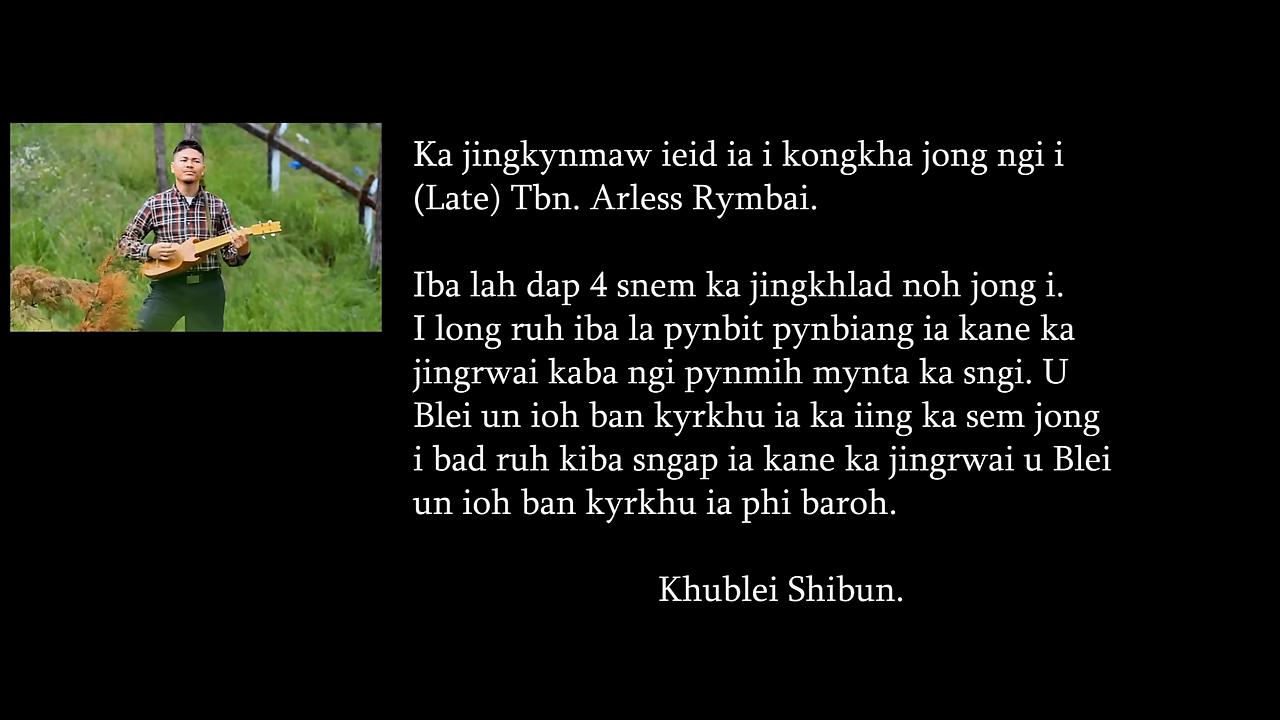 Ka jingkynmaw ieid ia i kongkha jong ngi i
(Late) Tbn. Arless Rymbai.
Iba lah dap 4 snem ka jingkhlad noh jong i.
I long ruh iba la pynbit pynbiang ia kane ka
jingrwai kaba ngi pynmih mynta ka sngi. U
Blei un ioh ban kyrkhu ia ka iing ka sem jong
i bad ruh kiba sngap ia kane ka jingrwai u Blei
un ioh ban kyrkhu ia phi baroh.
Khublei Shibun.